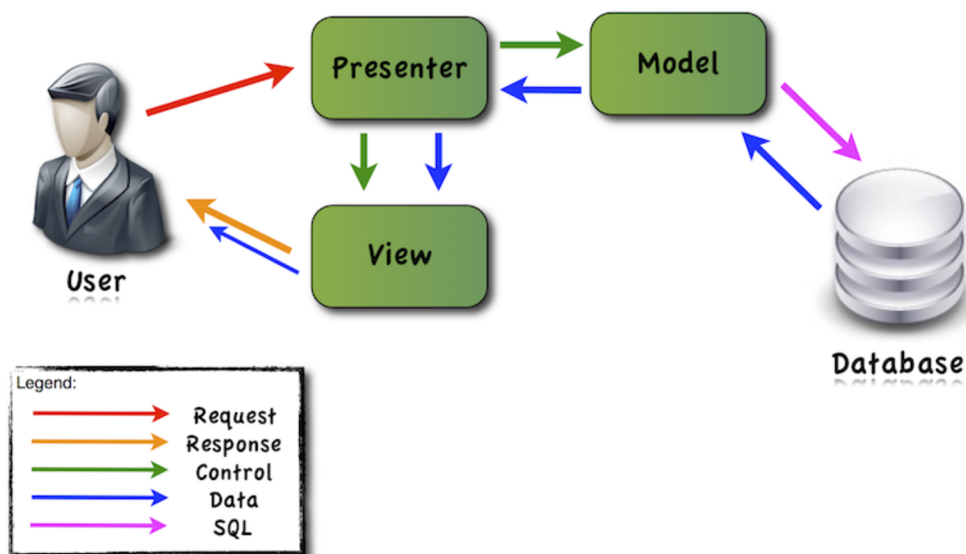 Presenter
Model
View
User
Database
Legend:
Request
Response
Control
Data
SQL